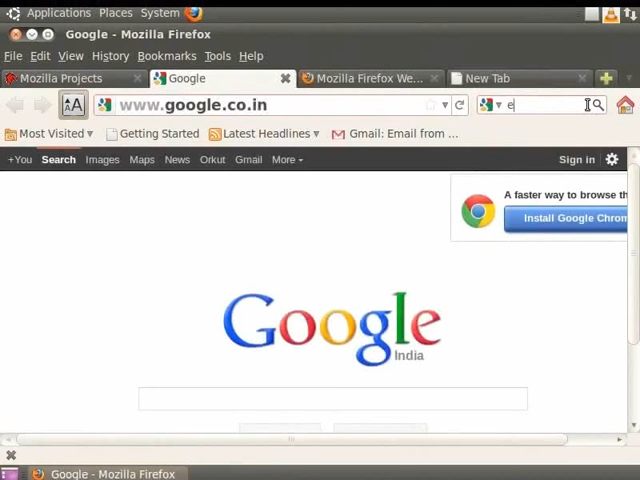 Applications Places System
Google - Mozilla Firefox
File Edit View History Bookmarks Tools Help
Mozilla Projects Google Mozilla Firefox We... New Tab
AA www.google.co.in e
Most Visited Getting Started Latest Headlines Gmail: Email from ...
+You Search Images Maps News Orkut Gmail More Sign in
A faster way to browse th
Install Google Chrom
Google
India
Google - Mozilla Firefox